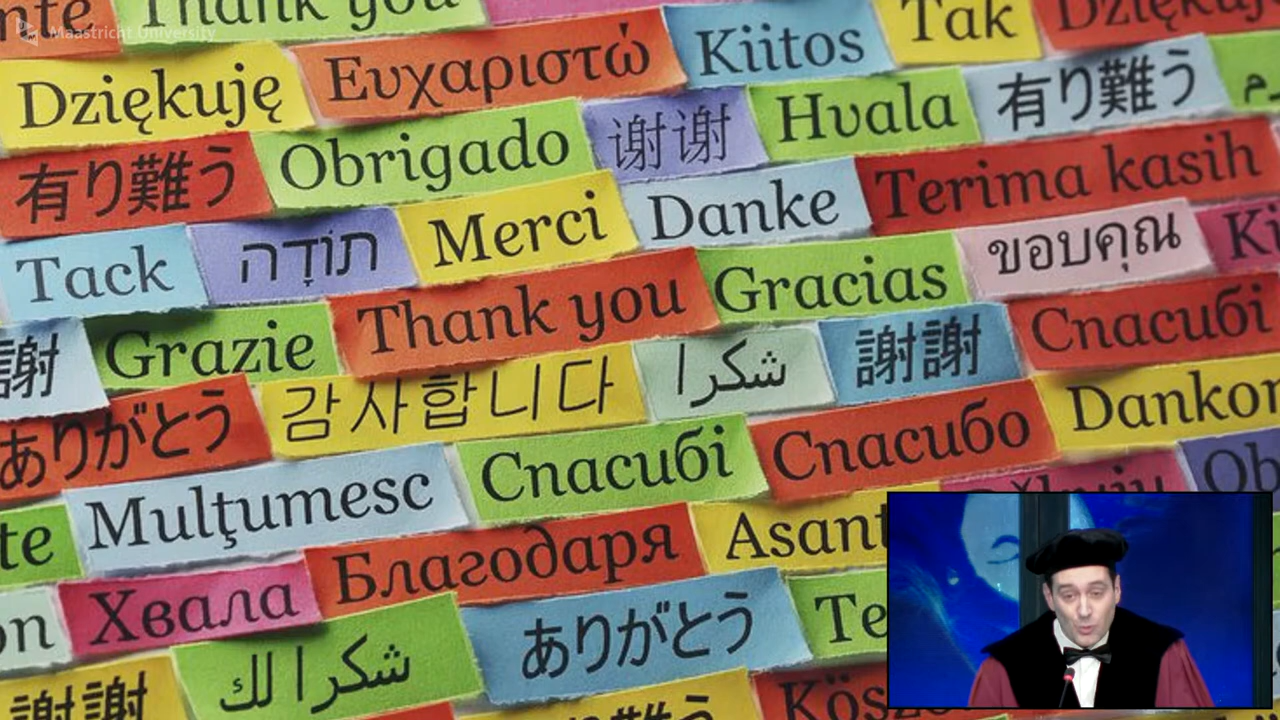 Maastricht University
Thank you
Dziękuję Ευχαριστώ Kiitos Tak
有り難う Obrigado 谢谢 Hvala 有り難う
Tack תוֹדָה Merci Danke Terima kasih
謝 Grazie Thank you Gracias ขอบคุณ
ありがとう 감사합니다 شكرا 謝謝 Спасибі
Mulţumesc Спасибі Спасибо
Хвала Благодаря
شكرا لك ありがとう
謝謝